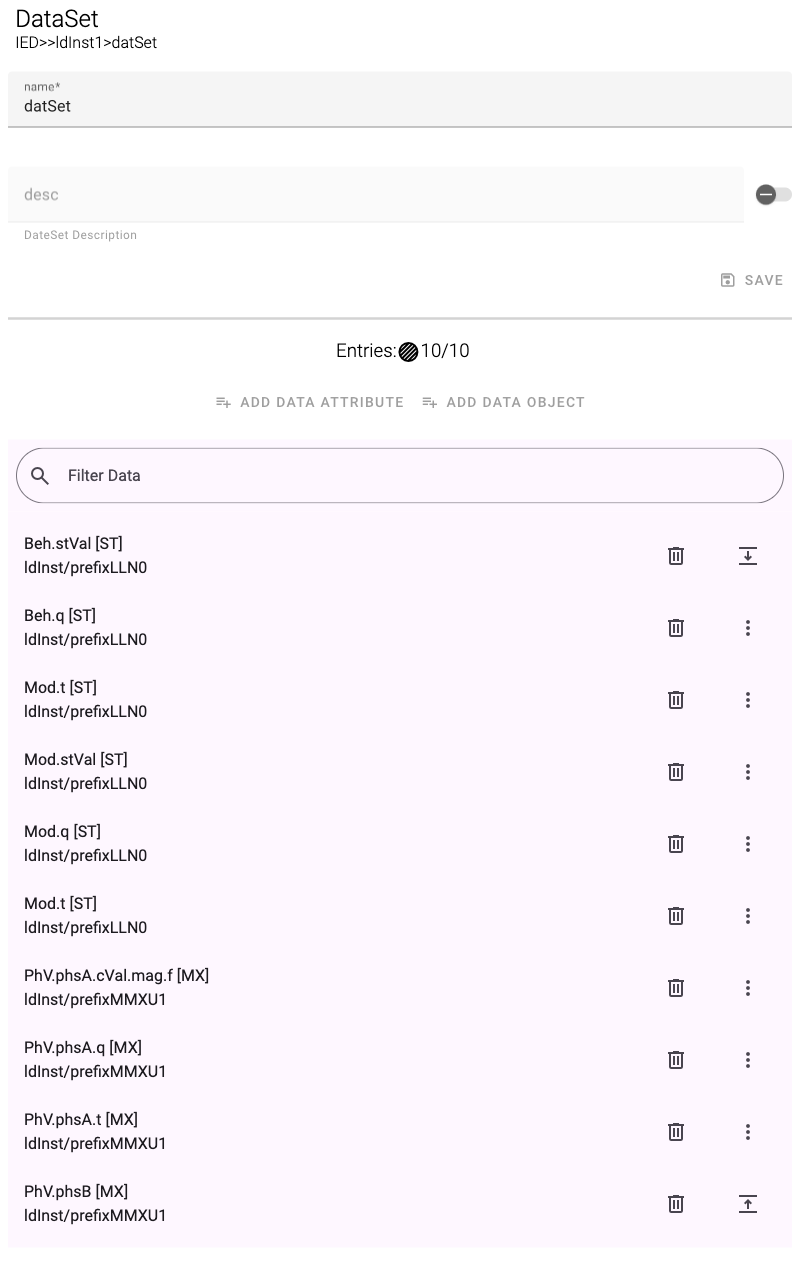 DataSet
IED>>ldInst1>datSet
name*
datSet
desc
DateSet Description
SAVE
Entries: 10/10
ADD DATA ATTRIBUTE ADD DATA OBJECT
Filter Data
Beh.stVal [ST]
ldInst/prefixLLN0
Beh.q [ST]
ldInst/prefixLLN0
Mod.t [ST]
ldInst/prefixLLN0
Mod.stVal [ST]
ldInst/prefixLLN0
Mod.q [ST]
ldInst/prefixLLN0
Mod.t [ST]
ldInst/prefixLLN0
PhV.phsA.cVal.mag.f [MX]
ldInst/prefixMMXU1
PhV.phsA.q [MX]
ldInst/prefixMMXU1
PhV.phsA.t [MX]
ldInst/prefixMMXU1
PhV.phsB [MX]
ldInst/prefixMMXU1